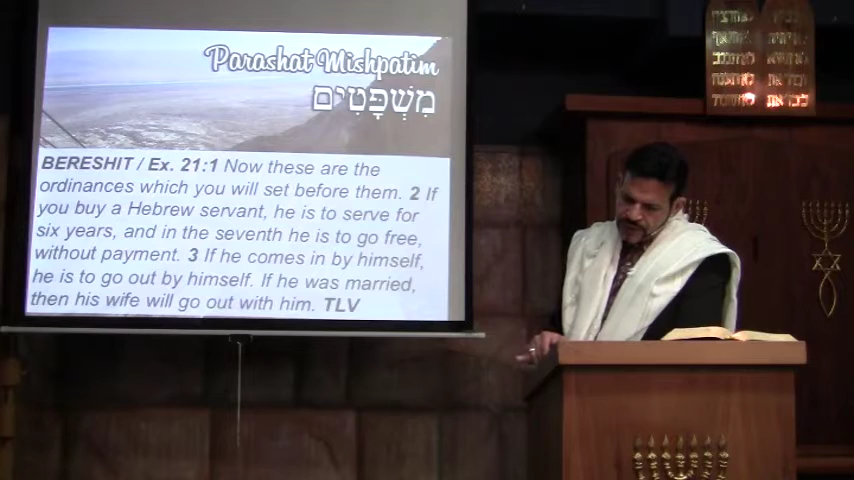 Parashat Mishpatim
מִשְׁפָּטִים
BERESHIT / Ex. 21:1 Now these are the
ordinances which you will set before them. 2 If
you buy a Hebrew servant, he is to serve for
six years, and in the seventh he is to go free,
without payment. 3 If he comes in by himself,
he is to go out by himself. If he was married,
then his wife will go out with him. TLV